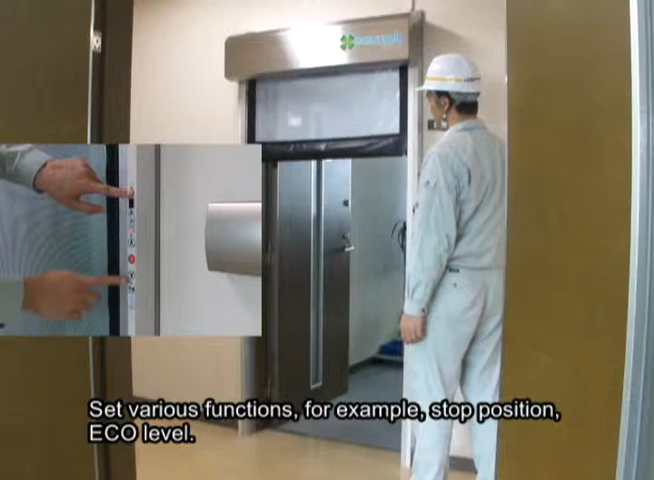 Set various functions, for example, stop position,
ECO level.